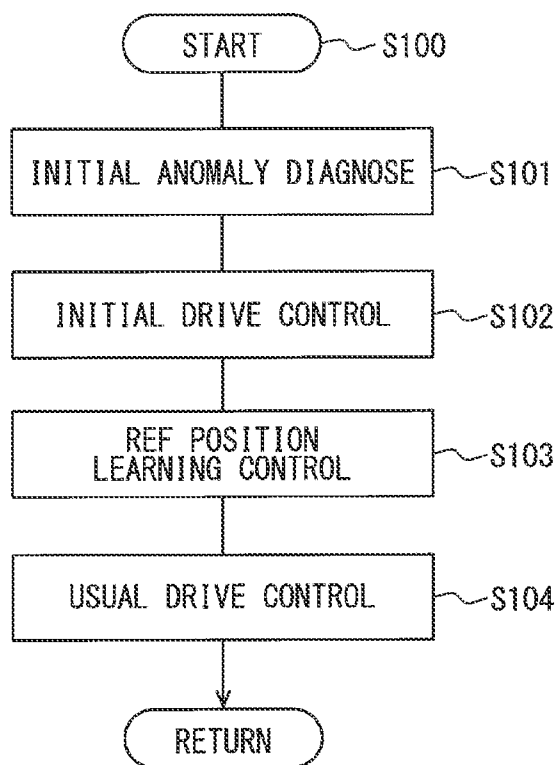 START S100
INITIAL ANOMALY DIAGNOSE S101
INITIAL DRIVE CONTROL S102
REF POSITION
LEARNING CONTROL S103
USUAL DRIVE CONTROL S104
RETURN